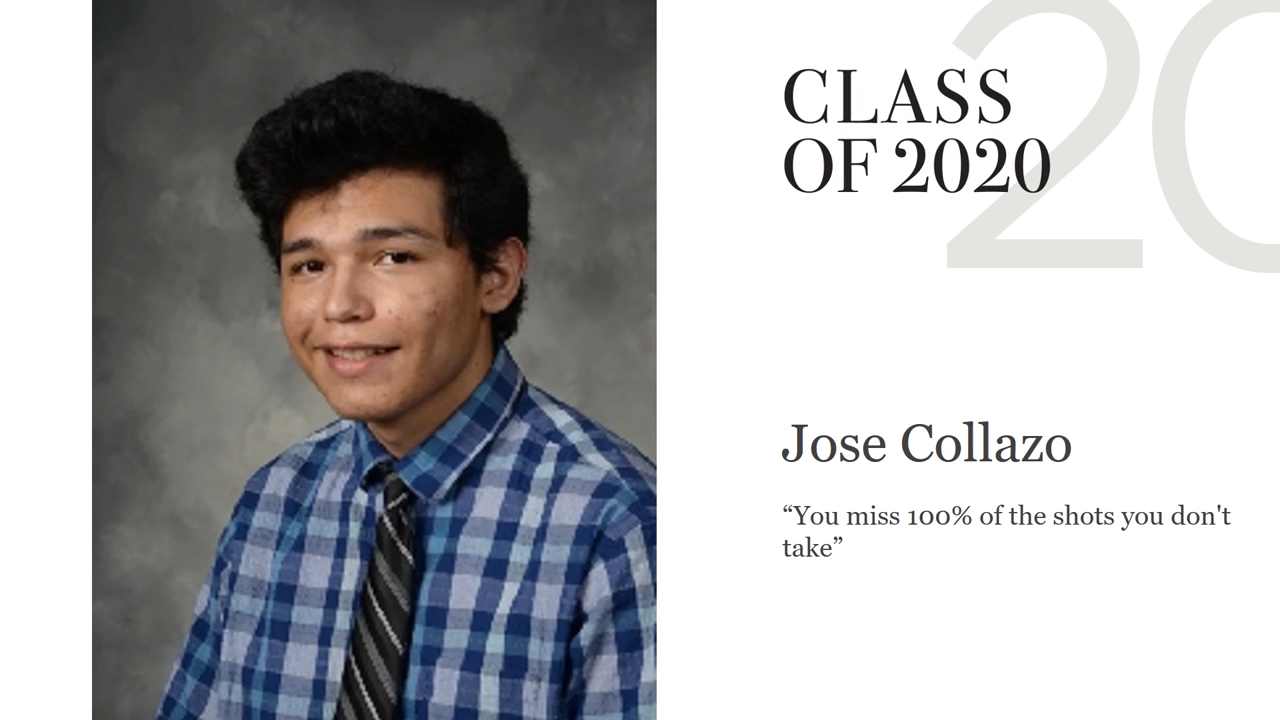 20
CLASS
OF 2020
Jose Collazo
“You miss 100% of the shots you don't
take”